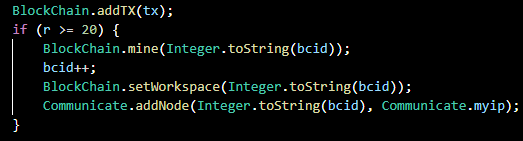 BlockChain.addTX(tx);
if (r >= 20) {
BlockChain.mine(Integer.toString(bcid));
bcid++;
BlockChain.setWorkspace(Integer.toString(bcid));
Communicate.addNode(Integer.toString(bcid), Communicate.myip);
}